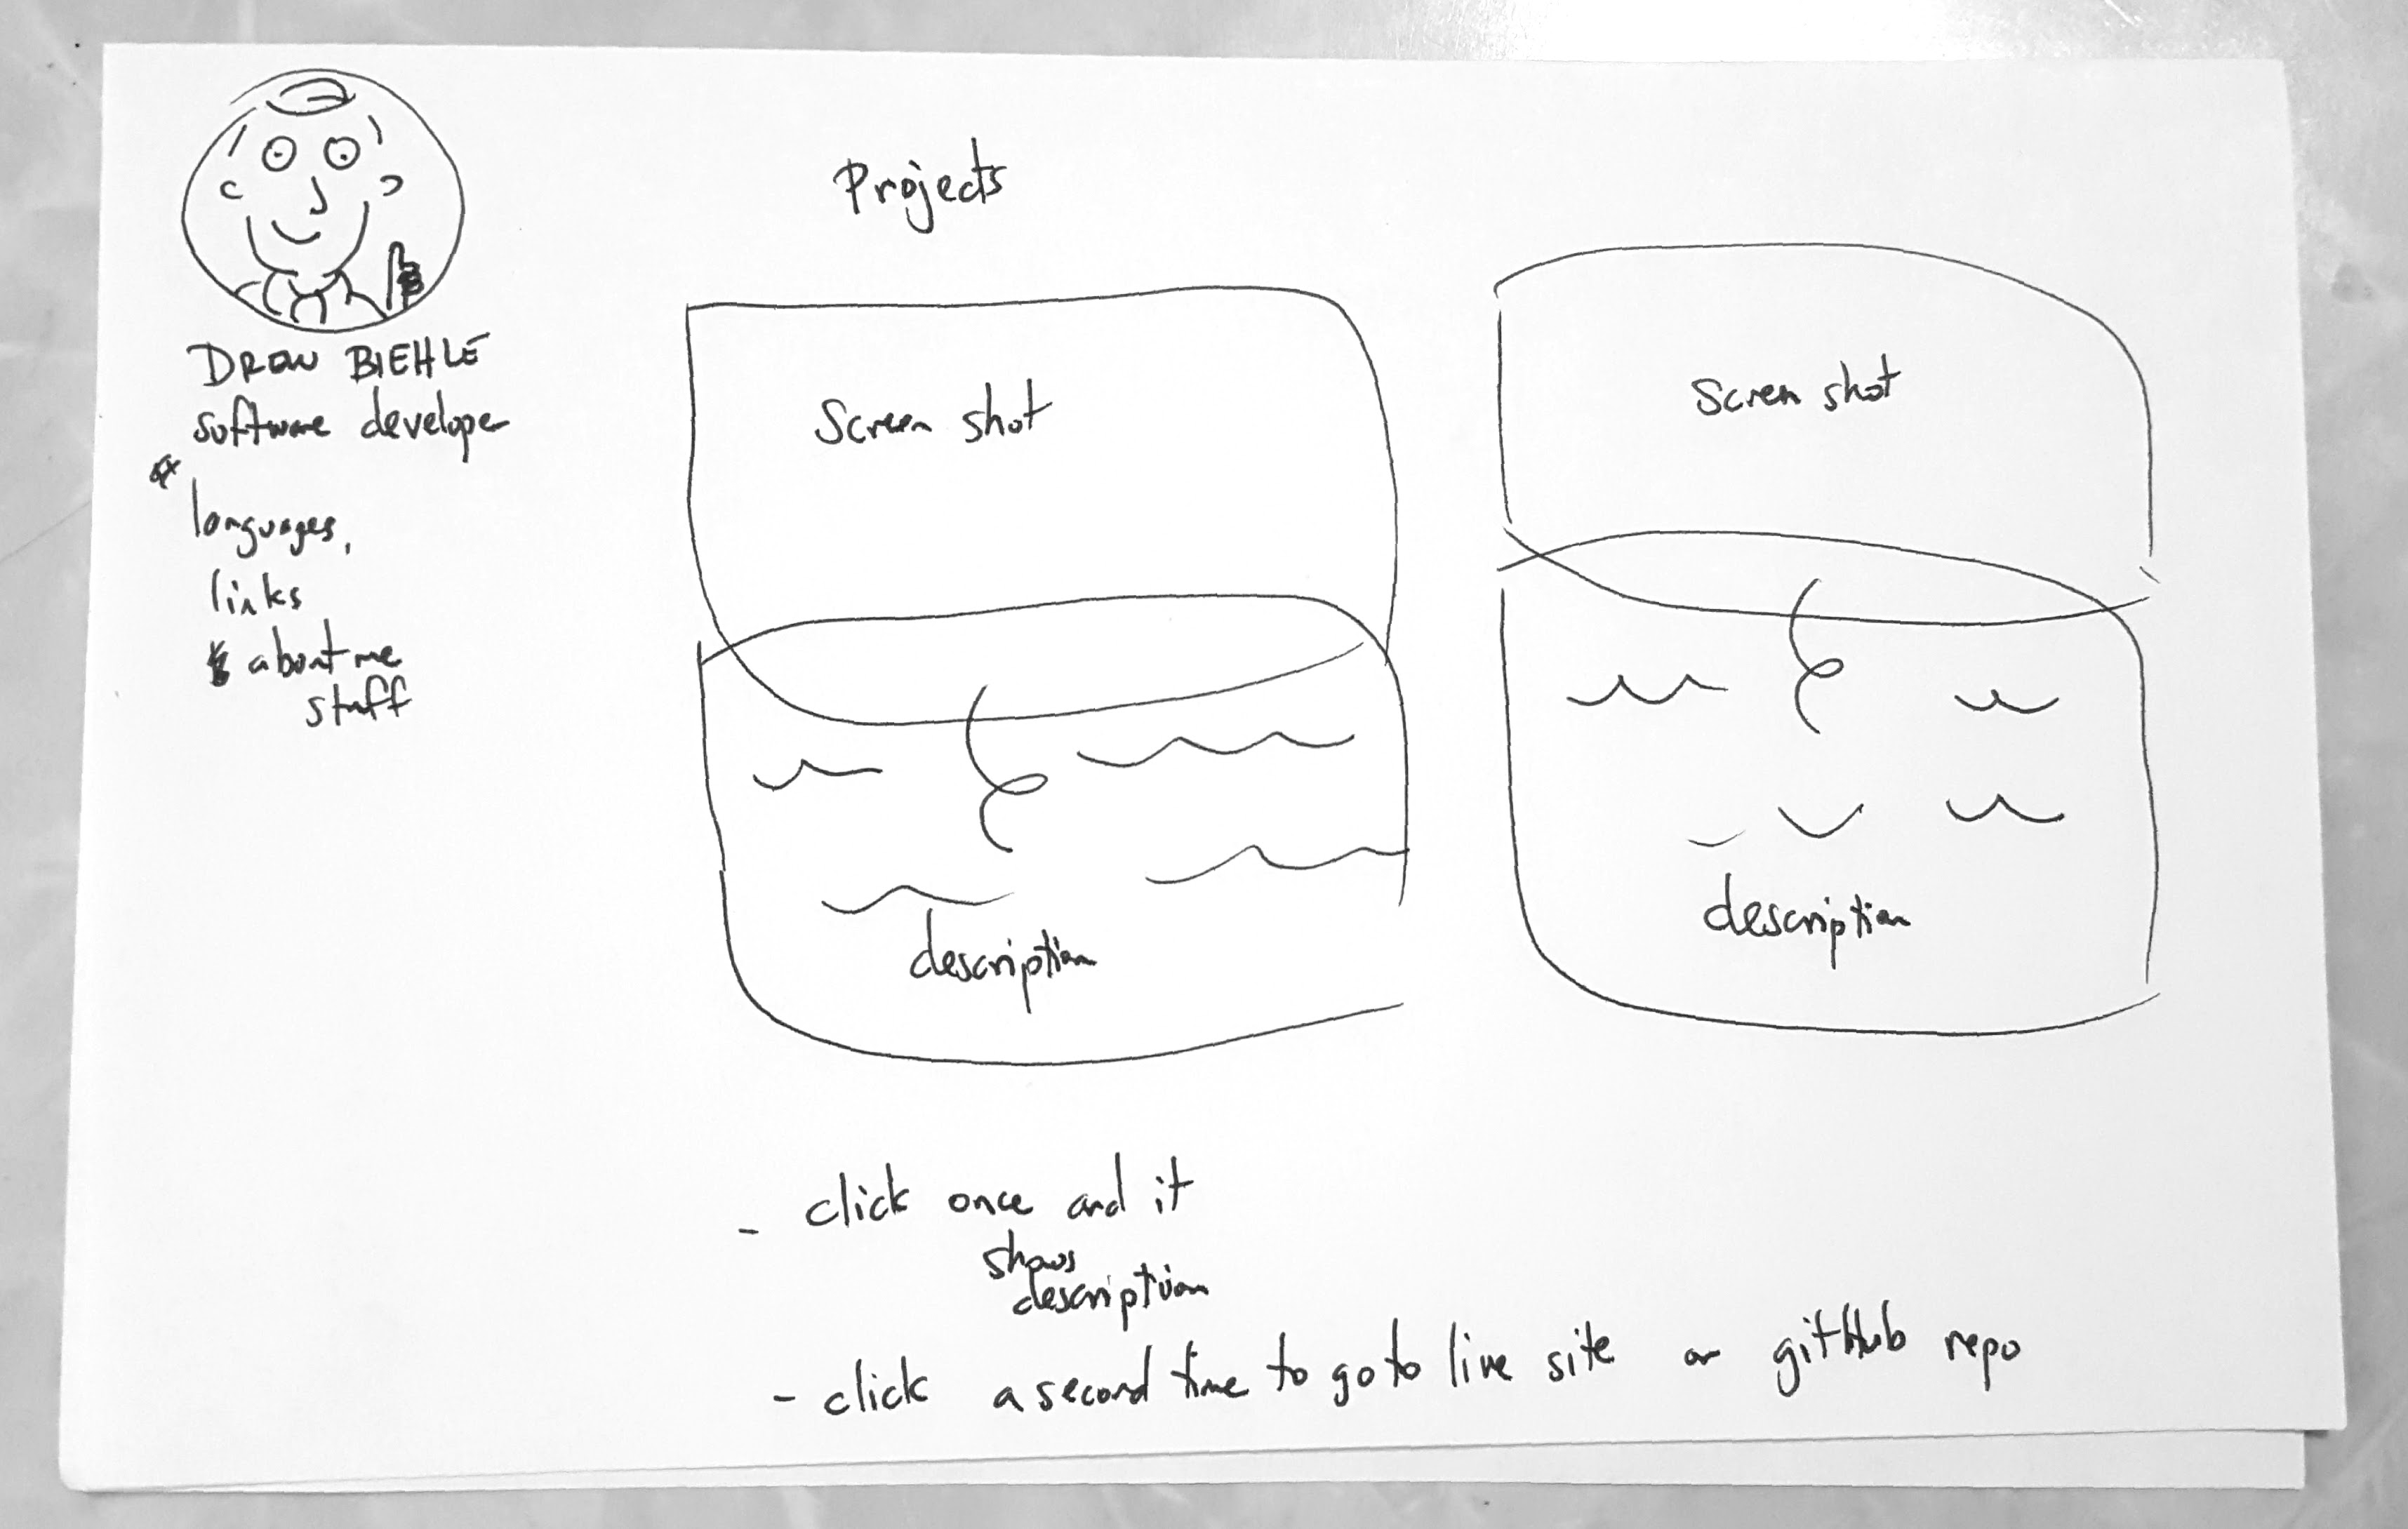 DREW BIEHLE
software developer
* languages,
links
& about me
stuff
Projects
Screen shot
description
Screen shot
description
- click once and it
shows
description
- click a second time to go to live site or gitHub repo